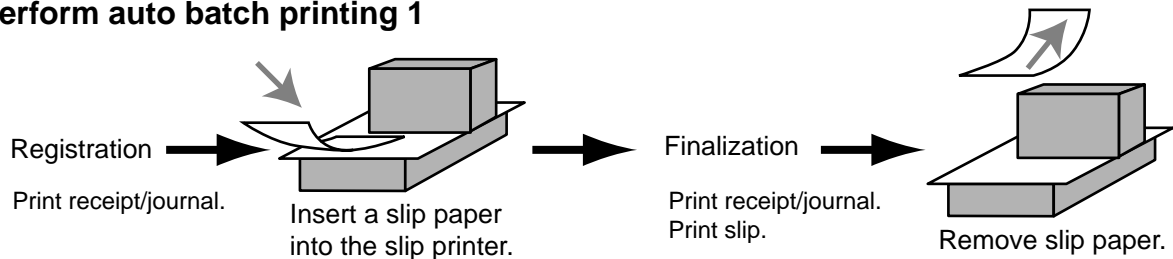 erform auto batch printing 1
Registration
Print receipt/journal.
Insert a slip paper
into the slip printer.
Finalization
Print receipt/journal.
Print slip.
Remove slip paper.